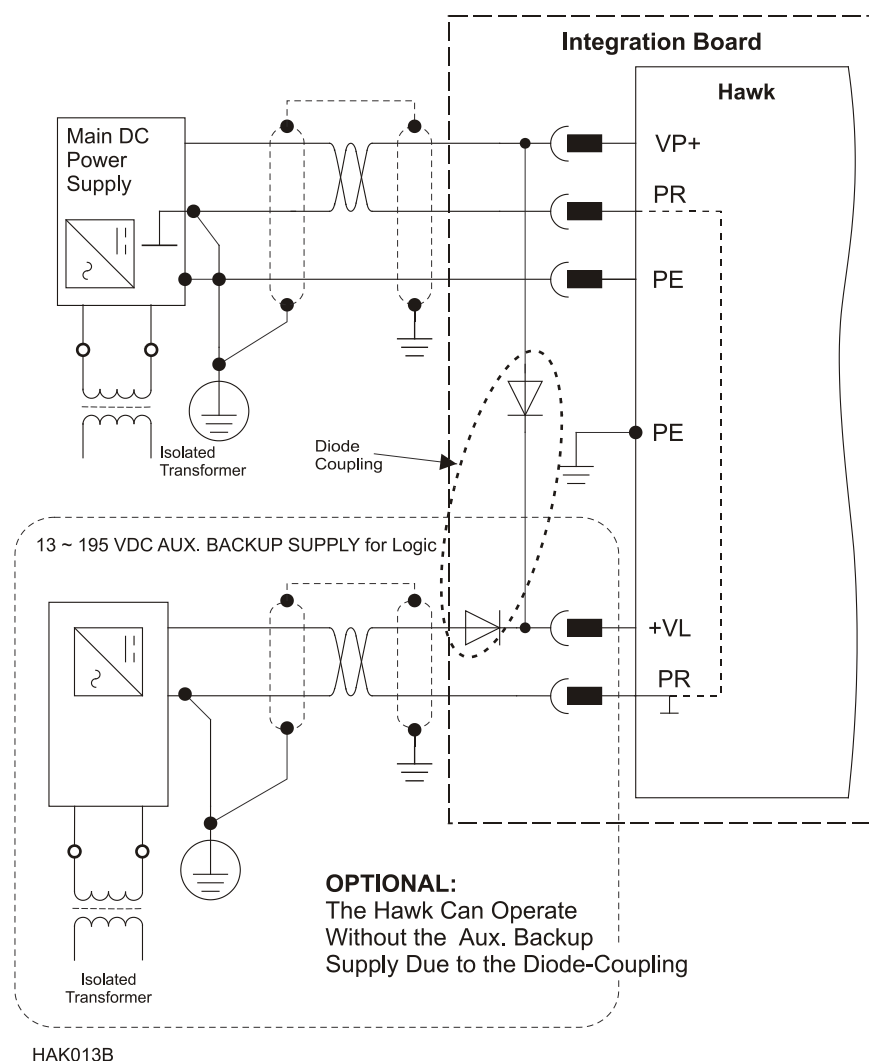 Integration Board
Hawk
Main DC
Power
Supply
VP+
PR
PE
Isolated
Transformer
Diode
Coupling
PE
13 ~ 195 VDC AUX. BACKUP SUPPLY for Logic
+VL
PR
OPTIONAL:
The Hawk Can Operate
Without the Aux. Backup
Supply Due to the Diode-Coupling
Isolated
Transformer
HAK013B